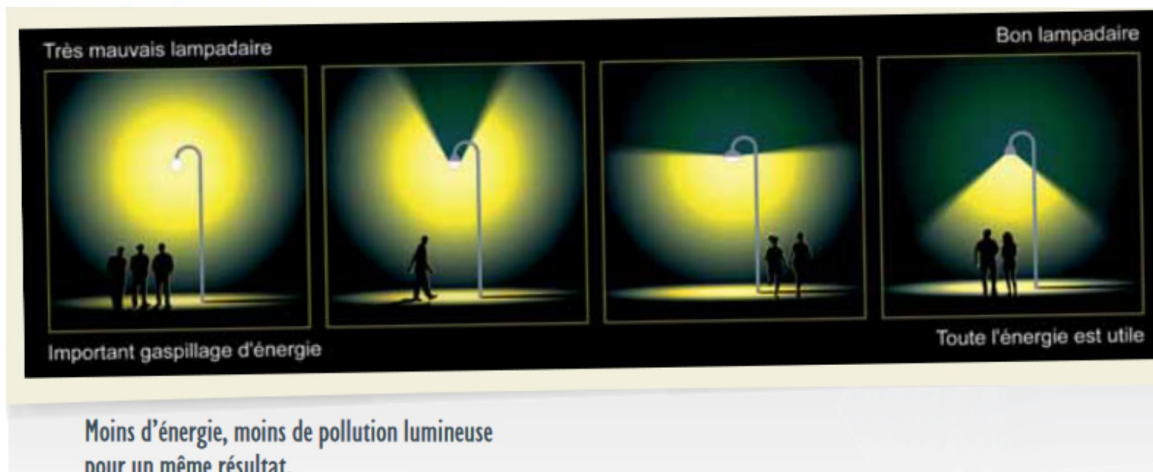 Très mauvais lampadaire
Bon lampadaire
Important gaspillage d'énergie
Toute l'énergie est utile
Moins d'énergie, moins de pollution lumineuse
pour un même résultat.